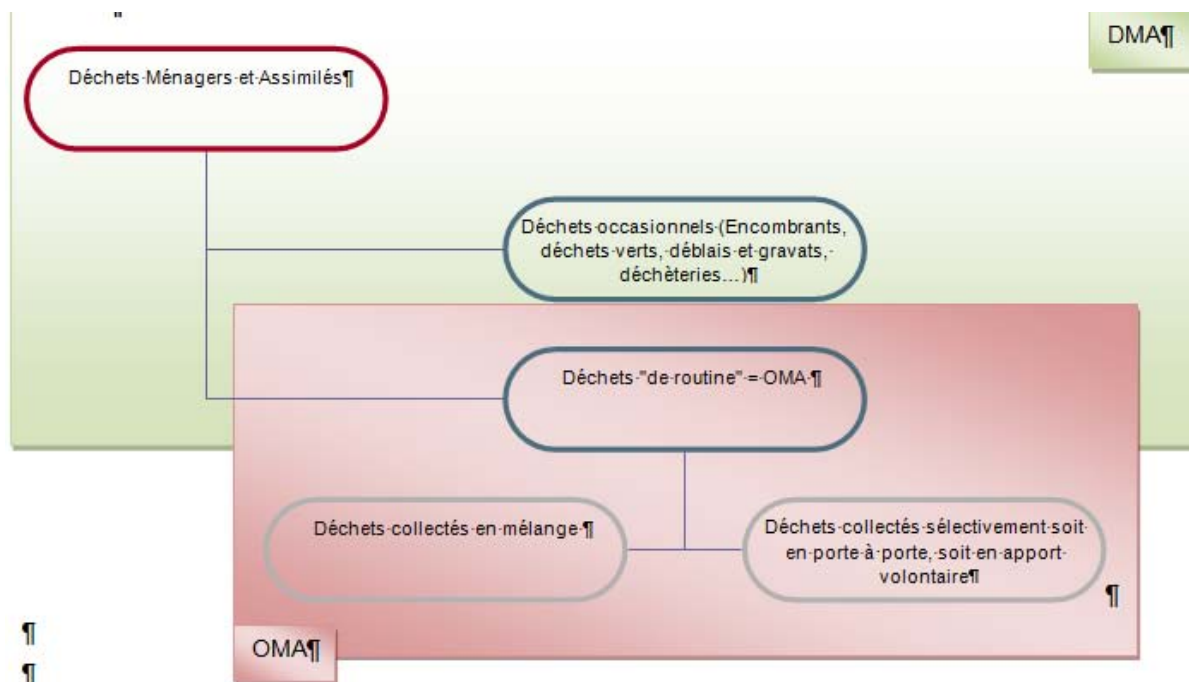 ¶
DMA¶
Déchets·Ménagers·et·Assimilés¶
Déchets·occasionnels·(Encombrants,
déchets·verts,·déblais·et·gravats,·
déchèteries…)¶
Déchets·"de·routine"·=·OMA·¶
Déchets·collectés·en·mélange·¶
Déchets·collectés·sélectivement·soit·
en·porte·à·porte,·soit·en·apport·
volontaire¶
¶
¶
OMA¶
¶